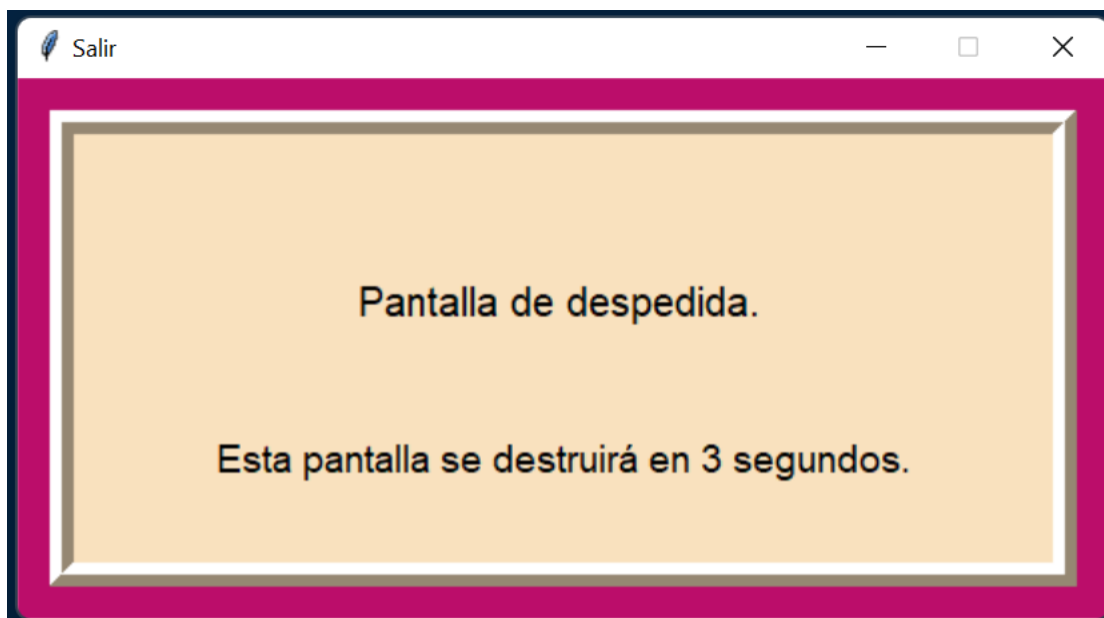 Salir
Pantalla de despedida.
Esta pantalla se destruirá en 3 segundos.